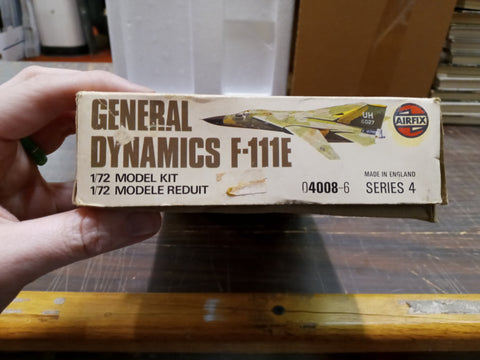 GENERAL
DYNAMICS F-111E
1/72 MODEL KIT
1/72 MODELE REDUIT
UH
AIRFIX
04008-6
MADE IN ENGLAND
SERIES 4